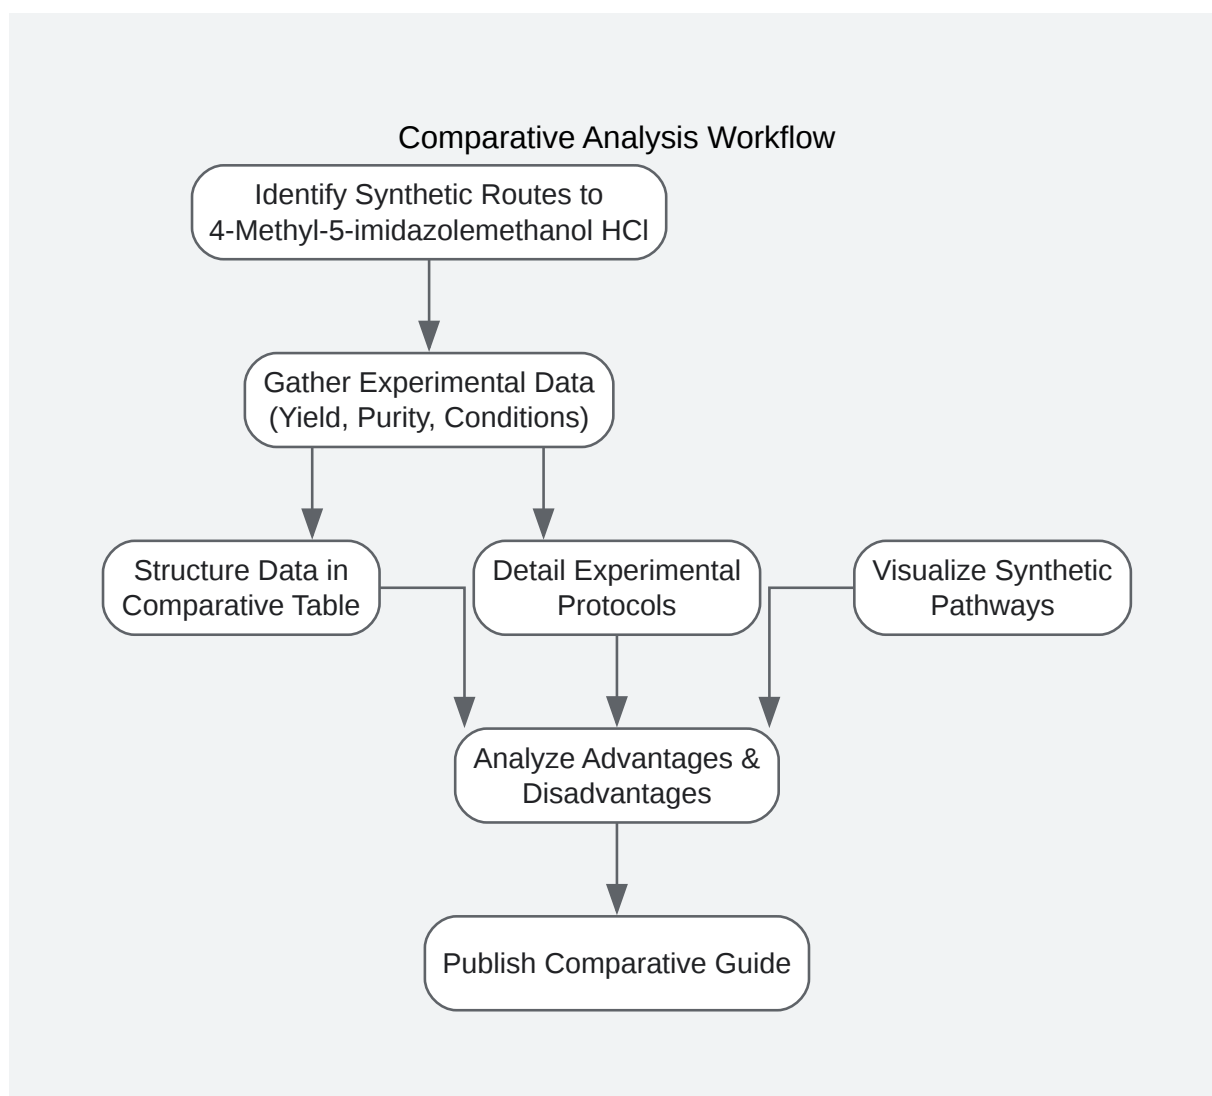 Comparative Analysis Workflow
Identify Synthetic Routes to
4-Methyl-5-imidazolemethanol HCl
Gather Experimental Data
(Yield, Purity, Conditions)
Structure Data in
Comparative Table
Detail Experimental
Protocols
Visualize Synthetic
Pathways
Analyze Advantages &
Disadvantages
Publish Comparative Guide